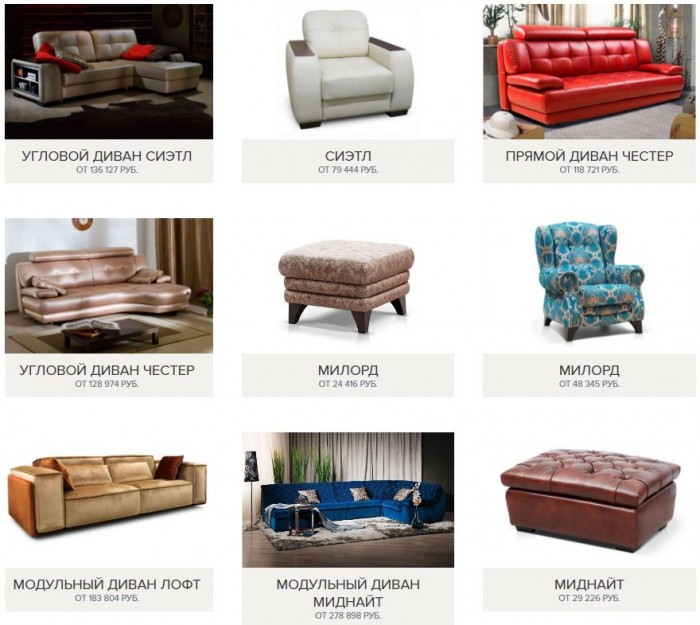 УГЛОВОЙ ДИВАН СИЭТЛ
ОТ 136 127 РУБ.
СИЭТЛ
ОТ 79 444 РУБ.
ПРЯМОЙ ДИВАН ЧЕСТЕР
ОТ 118 721 РУБ.
УГЛОВОЙ ДИВАН ЧЕСТЕР
ОТ 128 974 РУБ.
МИЛОРД
ОТ 24 416 РУБ.
МИЛОРД
ОТ 48 345 РУБ.
МОДУЛЬНЫЙ ДИВАН ЛОФТ
ОТ 183 804 РУБ.
МОДУЛЬНЫЙ ДИВАН
МИДНАЙТ
ОТ 278 898 РУБ.
МИДНАЙТ
ОТ 29 226 РУБ.